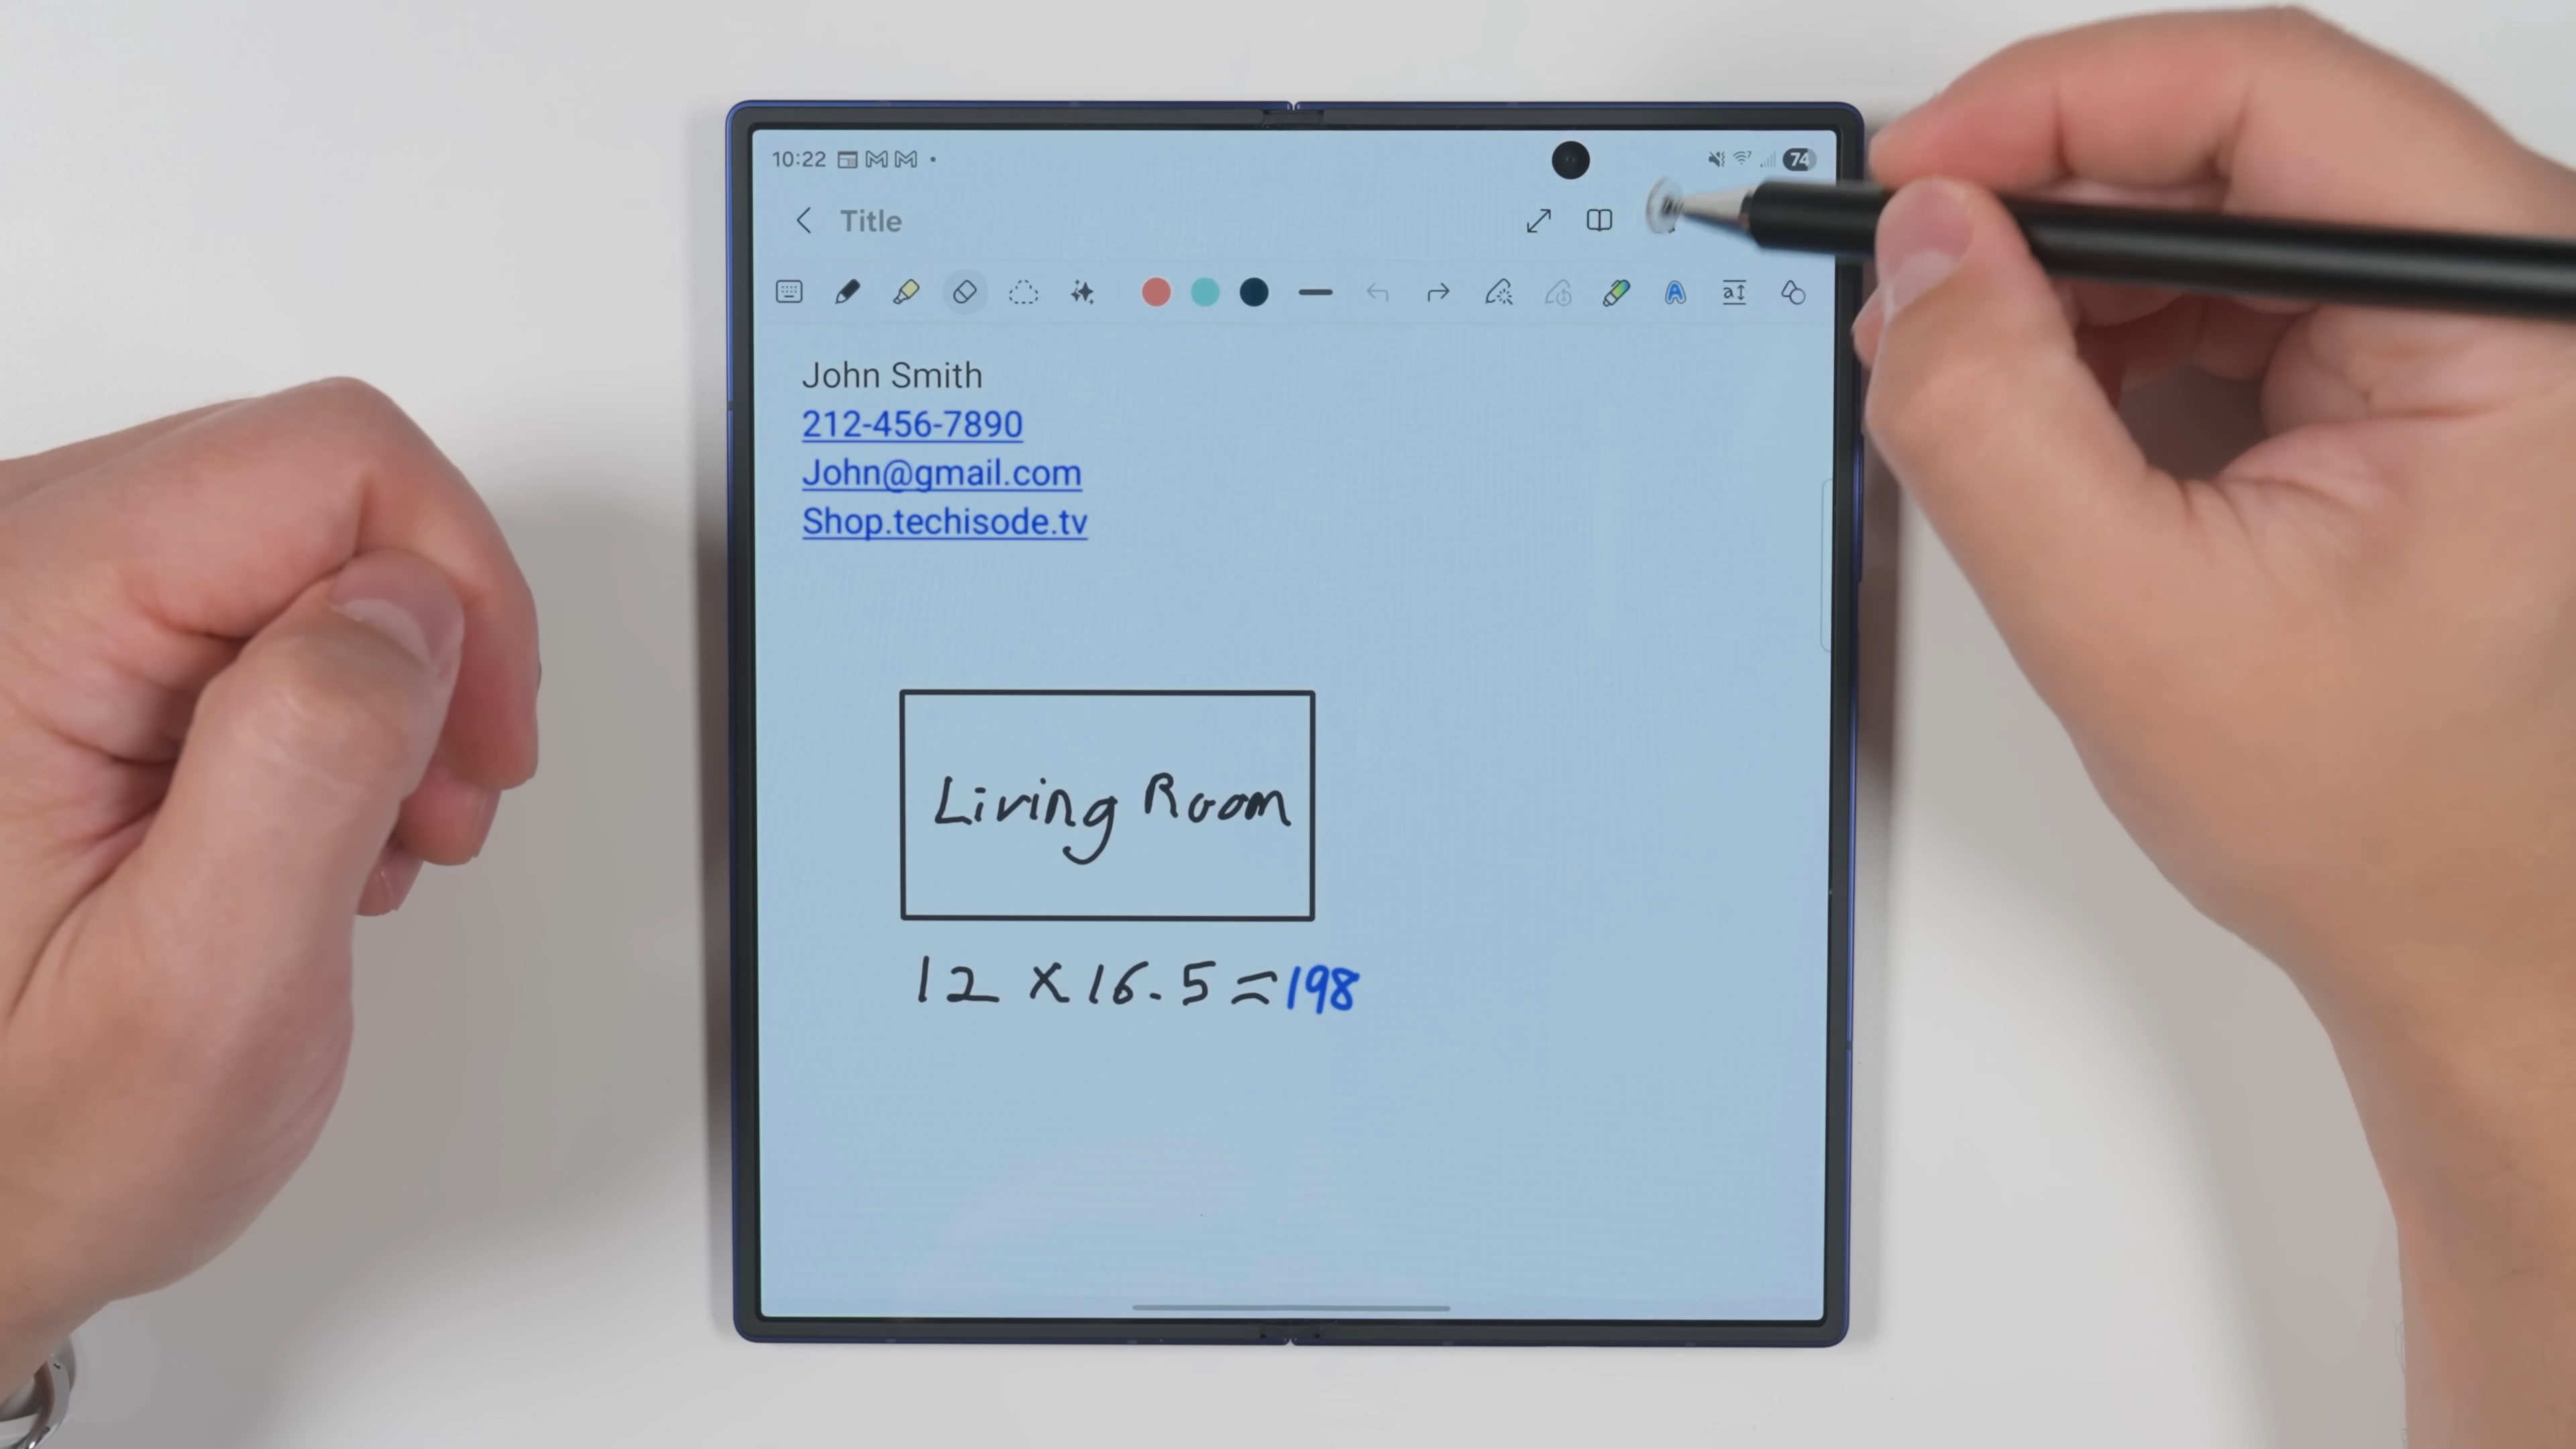 10:22 74
Title
John Smith
212-456-7890
John@gmail.com
Shop.techisode.tv
Living Room
12 x 16.5 = 198